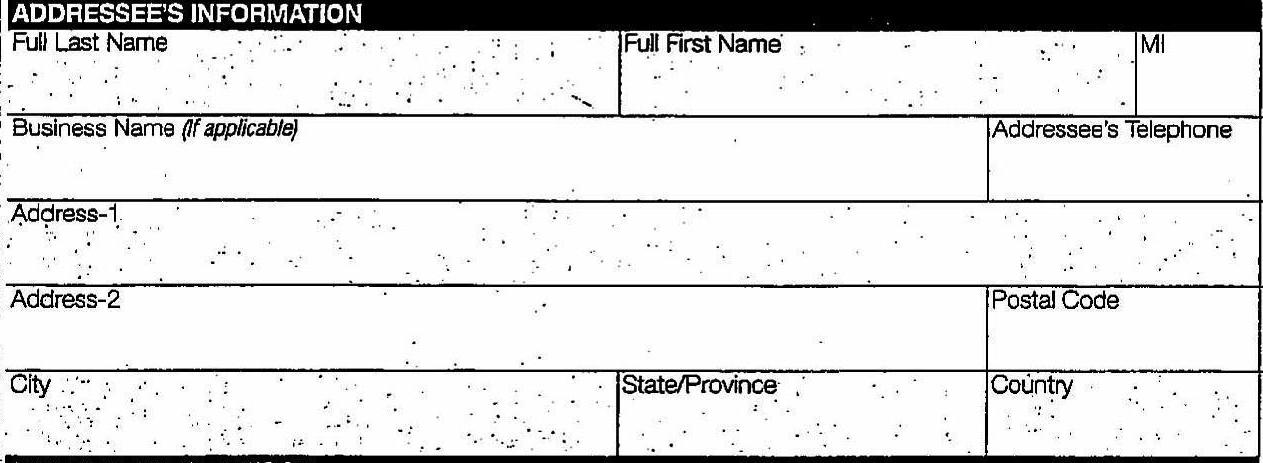 ADDRESSEE'S INFORMATION
Full Last Name Full First Name MI
Business Name (If applicable) Addressee's Telephone
Address-1
Address-2 Postal Code
City State/Province Country